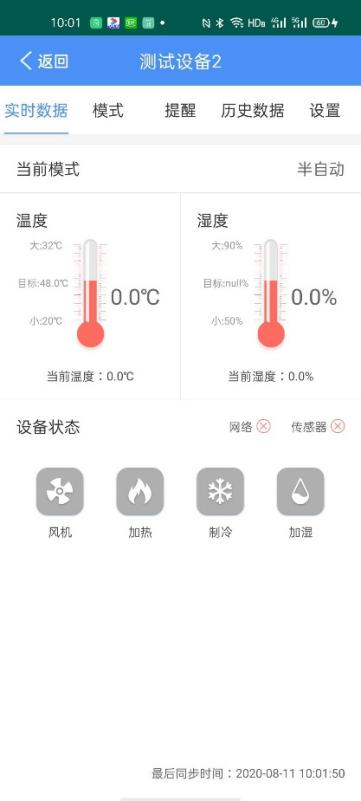 10:01
HDB
60
返回
测试设备2
实时数据 模式 提醒 历史数据 设置
当前模式 半自动
温度 湿度
大:32℃ 大:90%
目标:48.0℃ 0.0℃ 目标:null% 0.0%
小:20℃ 小:50%
当前温度：0.0℃ 当前湿度：0.0%
设备状态 网络 传感器
风机 加热 制冷 加湿
最后同步时间：2020-08-11 10:01:50